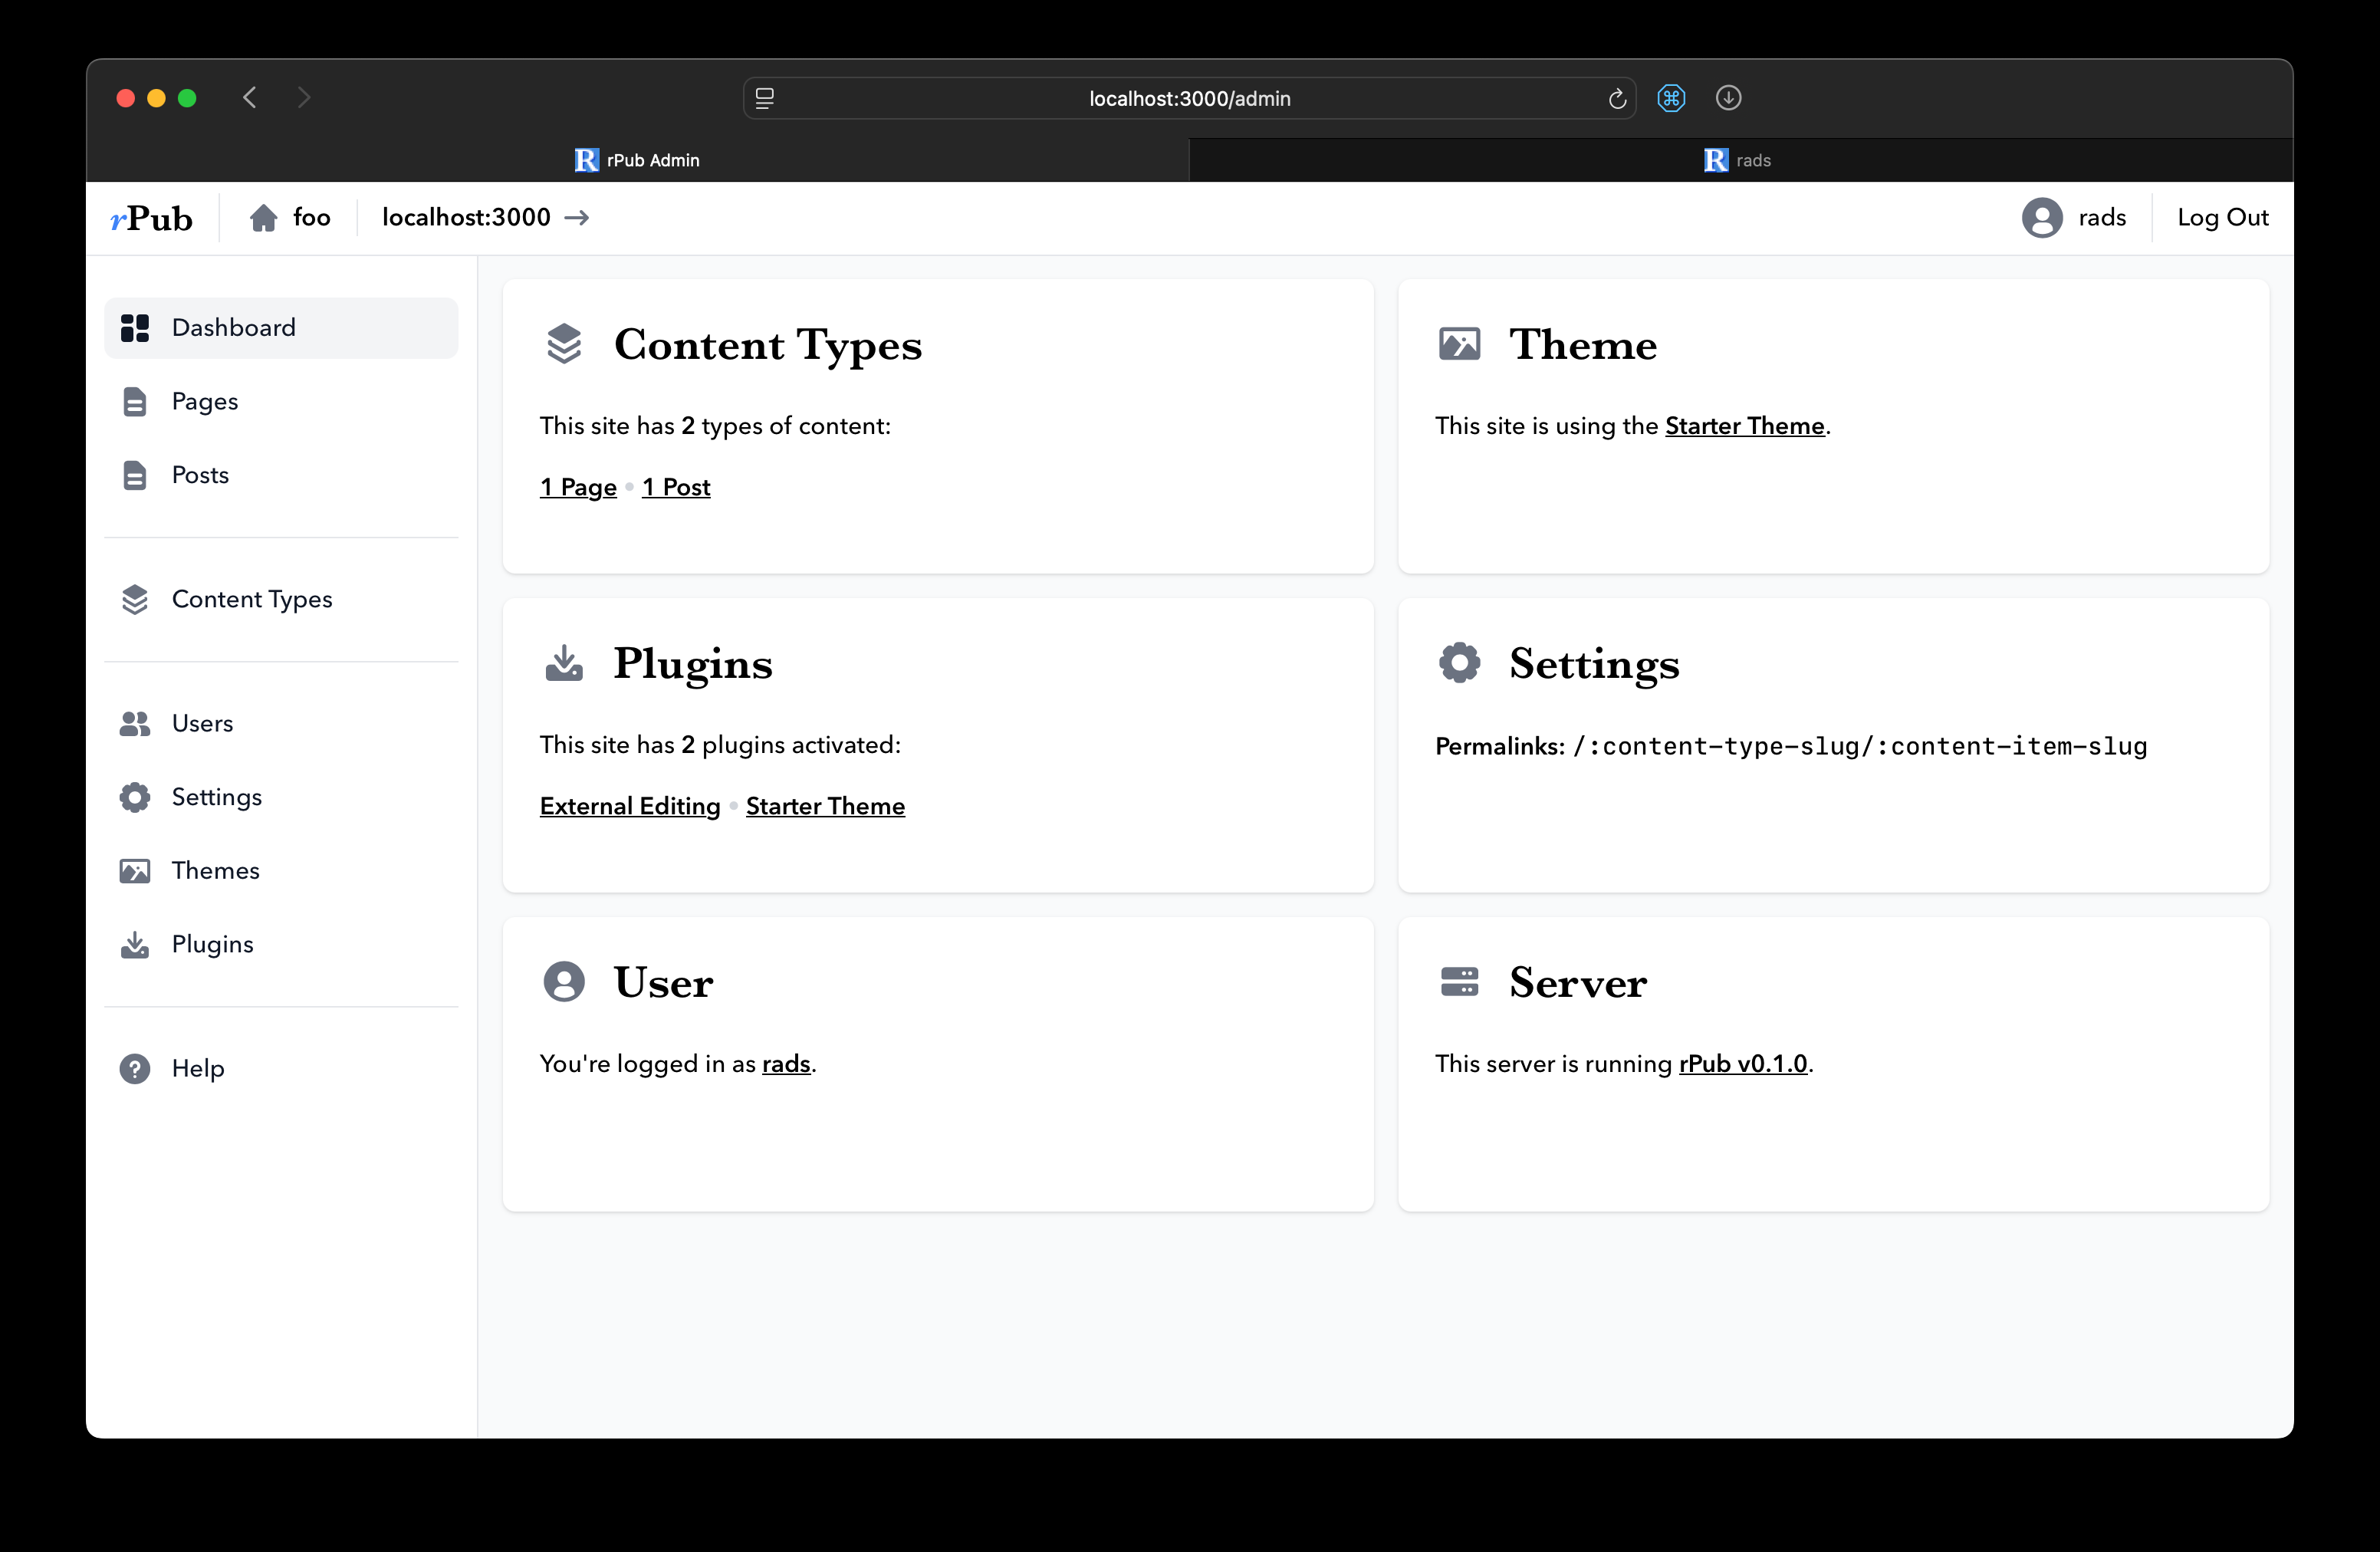 localhost:3000/admin
rPub Admin
rads
rPub
foo
localhost:3000 →
rads
Log Out
Dashboard
Pages
Posts
Content Types
Users
Settings
Themes
Plugins
Help
Content Types
This site has 2 types of content:
1 Page • 1 Post
Theme
This site is using the Starter Theme.
Plugins
This site has 2 plugins activated:
External Editing • Starter Theme
Settings
Permalinks: /:content-type-slug/:content-item-slug
User
You're logged in as rads.
Server
This server is running rPub v0.1.0.